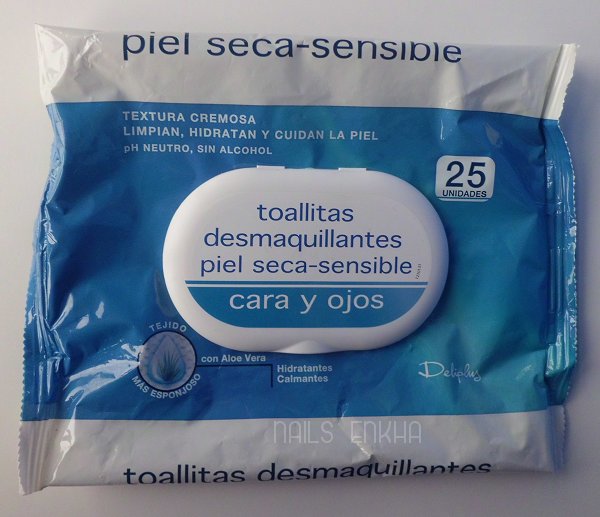 piel seca-sensible
TEXTURA CREMOSA
LIMPIAN, HIDRATAN Y CUIDAN LA PIEL
pH NEUTRO, SIN ALCOHOL
25
UNIDADES
toallitas
desmaquillantes
piel seca-sensible
cara y ojos
TEJIDO
MÁS ESPONJOSO
con Aloe Vera
Hidratantes
Calmantes
Deliplus
NAILS ENKHA
toallitas desmaquillantes